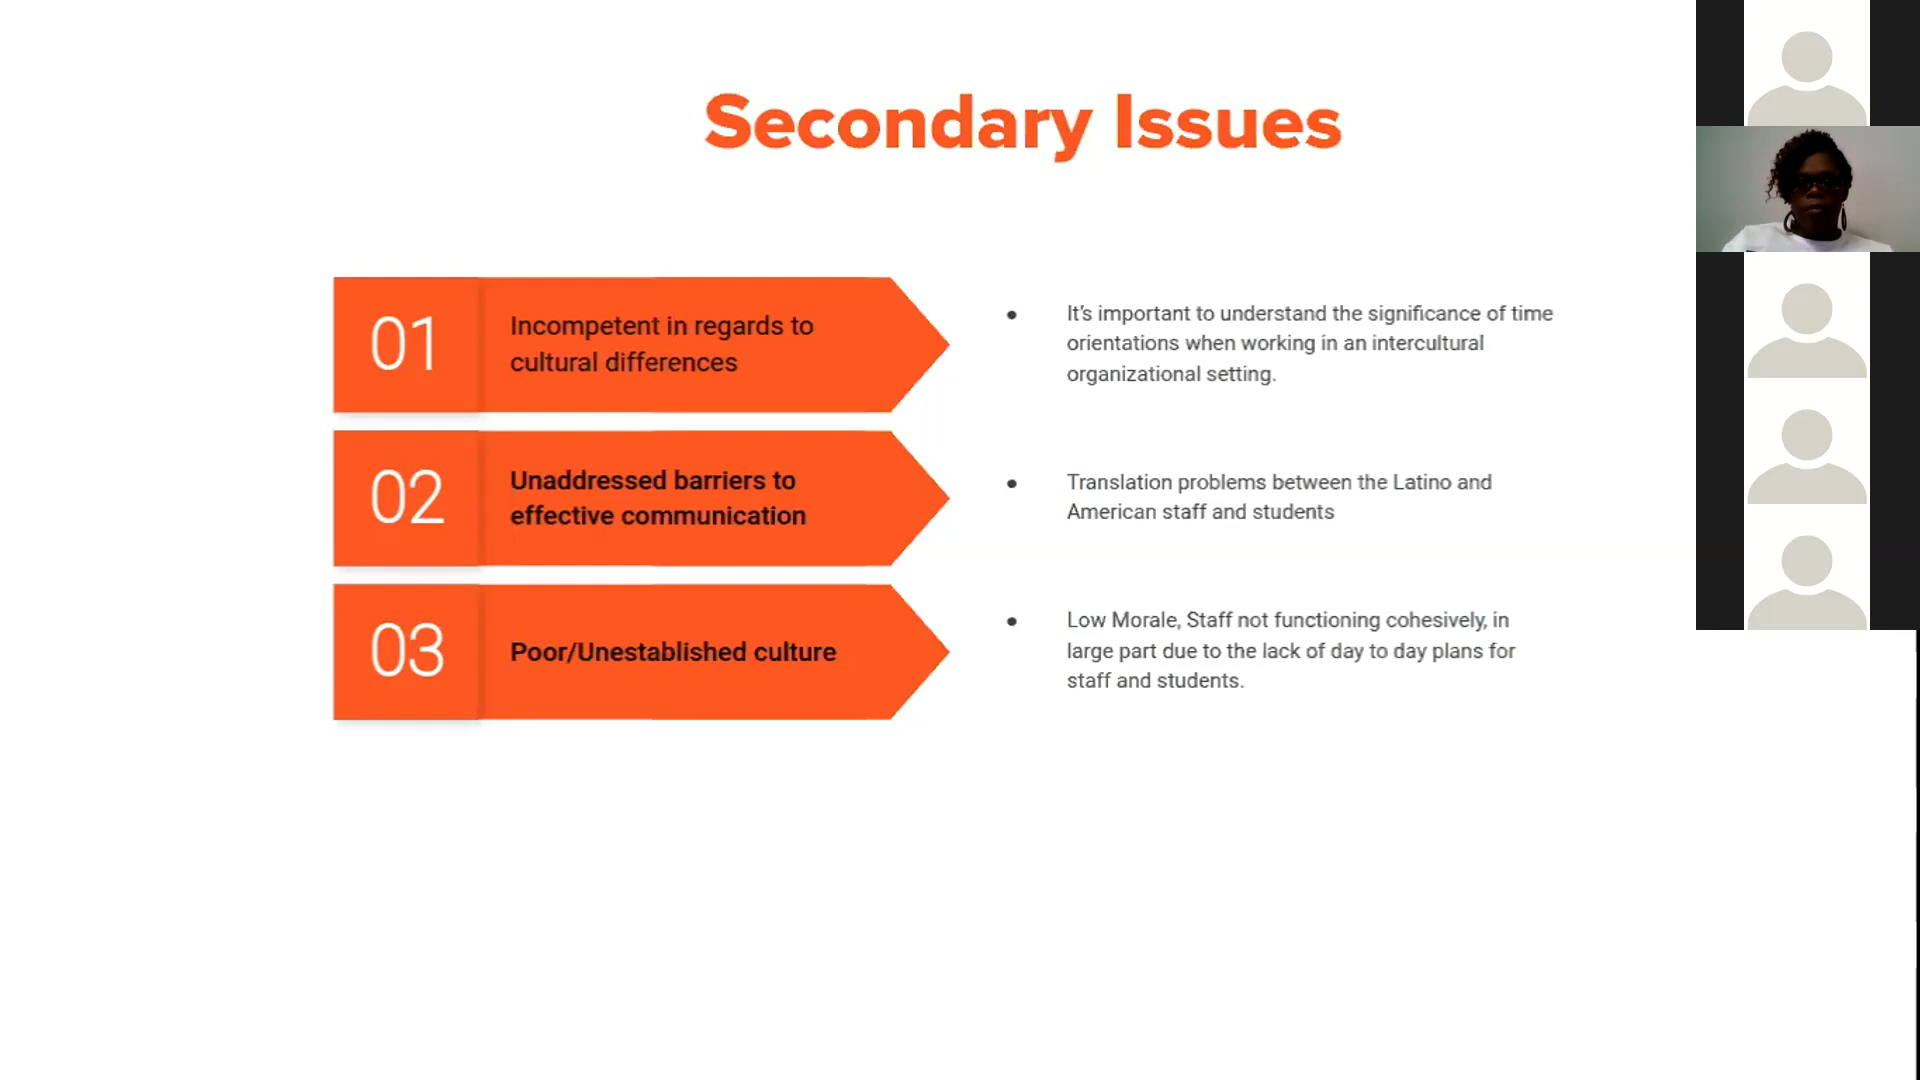 Secondary Issues
01
Incompetent in regards to
cultural differences
It’s important to understand the significance of time
orientations when working in an intercultural
organizational setting.
02
Unaddressed barriers to
effective communication
Translation problems between the Latino and
American staff and students
03
Poor/Unestablished culture
Low Morale, Staff not functioning cohesively, in
large part due to the lack of day to day plans for
staff and students.